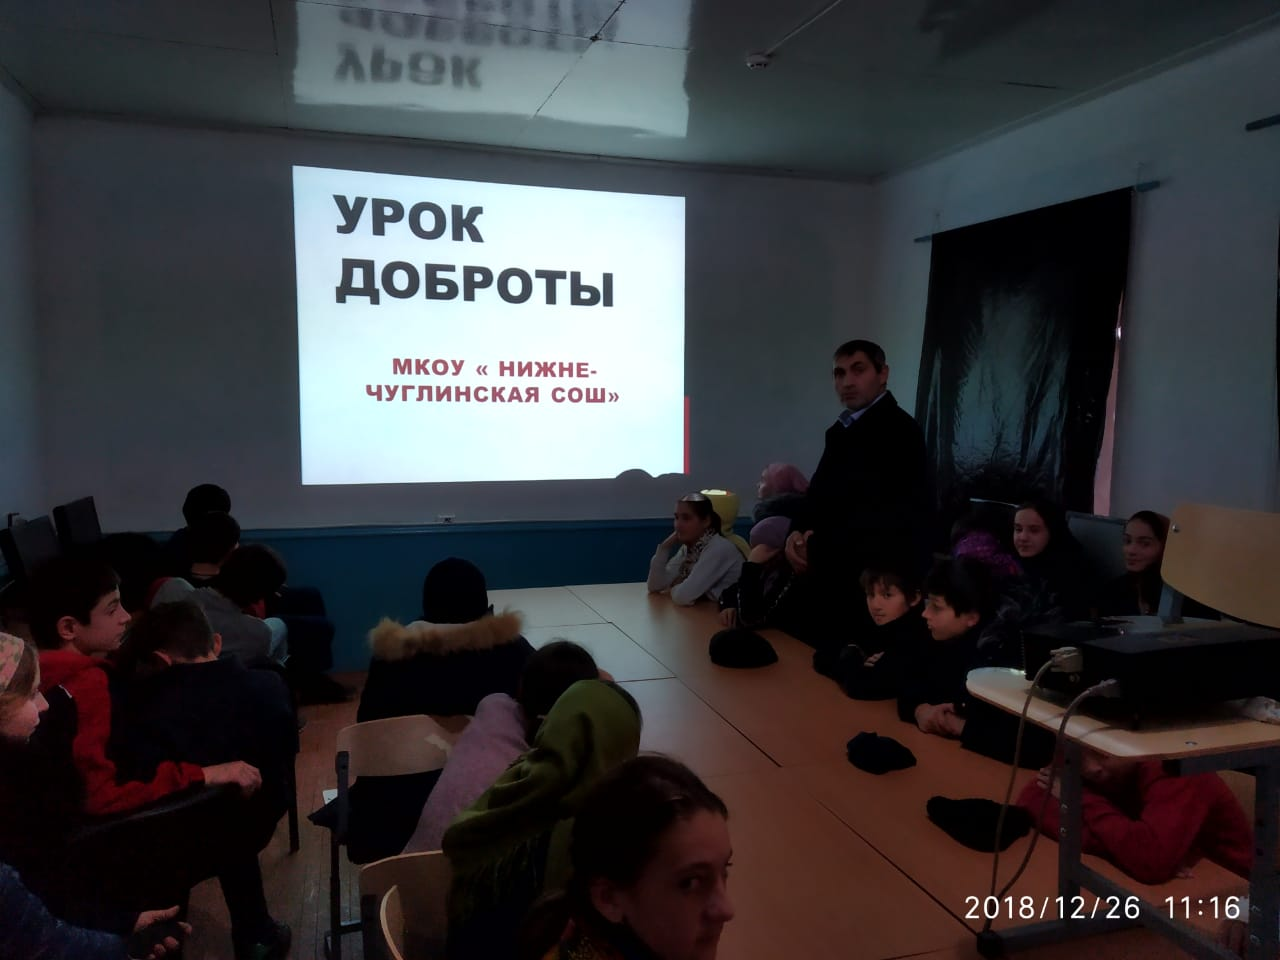 УРОК
ДОБРОТЫ
МКОУ « НИЖНЕ-
ЧУГЛИНСКАЯ СОШ»
2018/12/26 11:16